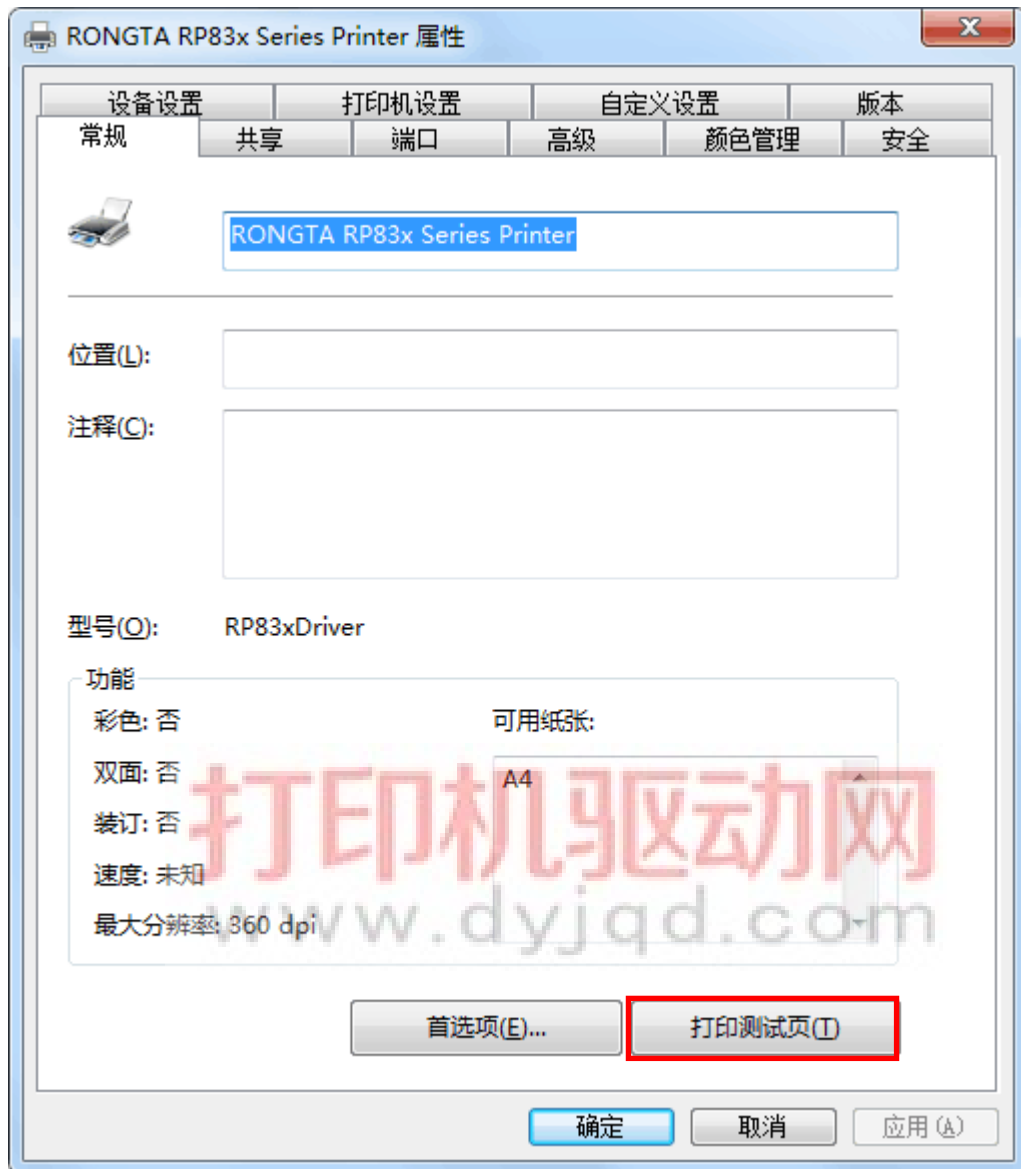 RONGTA RP83x Series Printer 属性
设备设置 打印机设置 自定义设置 版本
常规 共享 端口 高级 颜色管理 安全
RONGTA RP83x Series Printer
位置(L):
注释(C):
型号(O): RP83xDriver
功能
彩色: 否 可用纸张:
双面: 否 A4
装订: 否
速度: 未知
最大分辨率: 360 dpi
打印机驱动网
www.dyjqd.com
首选项(E)... 打印测试页(T)
确定 取消 应用(A)